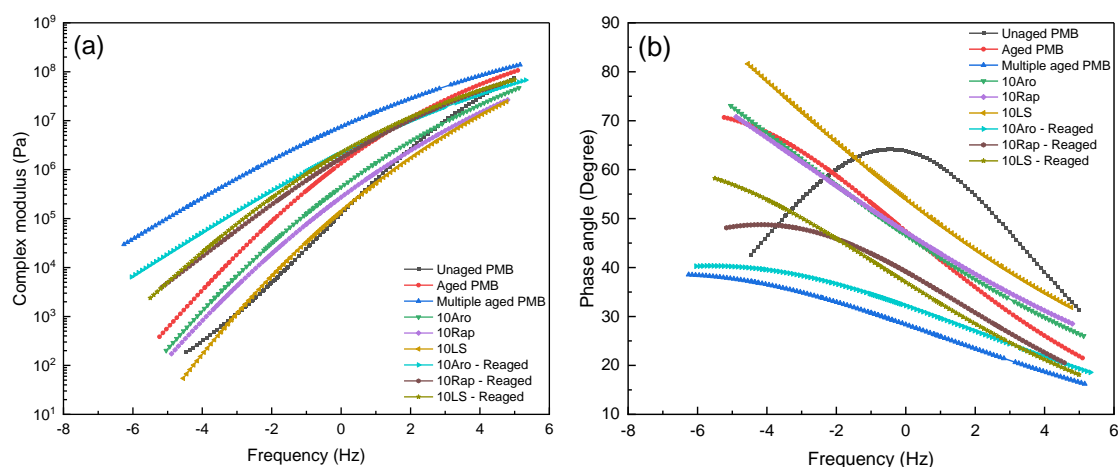 (a)
Complex modulus (Pa)
10⁹
10⁸
10⁷
10⁶
10⁵
10⁴
10³
10²
10¹
Unaged PMB
Aged PMB
Multiple aged PMB
10Aro
10Rap
10LS
10Aro - Reaged
10Rap - Reaged
10LS - Reaged
-8 -6 -4 -2 0 2 4 6
Frequency (Hz)
(b)
Phase angle (Degree)
100
90
80
70
60
50
40
30
20
10
Unaged PMB
Aged PMB
Multiple aged PMB
10Aro
10Rap
10LS
10Aro - Reaged
10Rap - Reaged
10LS - Reaged
-8 -6 -4 -2 0 2 4 6
Frequency (Hz)